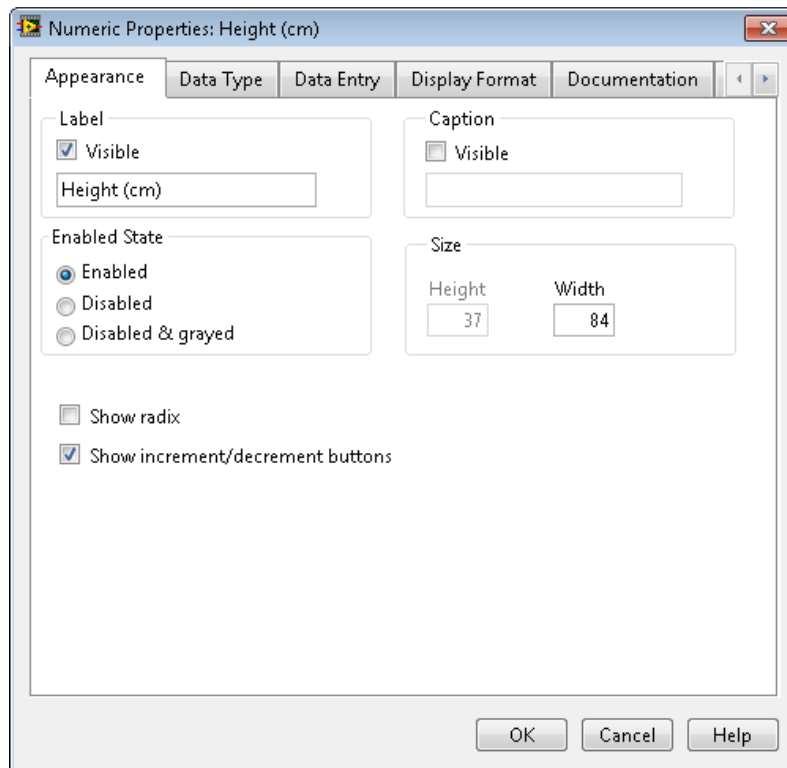 Numeric Properties: Height (cm)
Appearance Data Type Data Entry Display Format Documentation
Label
Visible
Height (cm)
Caption
Visible
Enabled State
Enabled
Disabled
Disabled & grayed
Size
Height Width
37 84
Show radix
Show increment/decrement buttons
OK Cancel Help